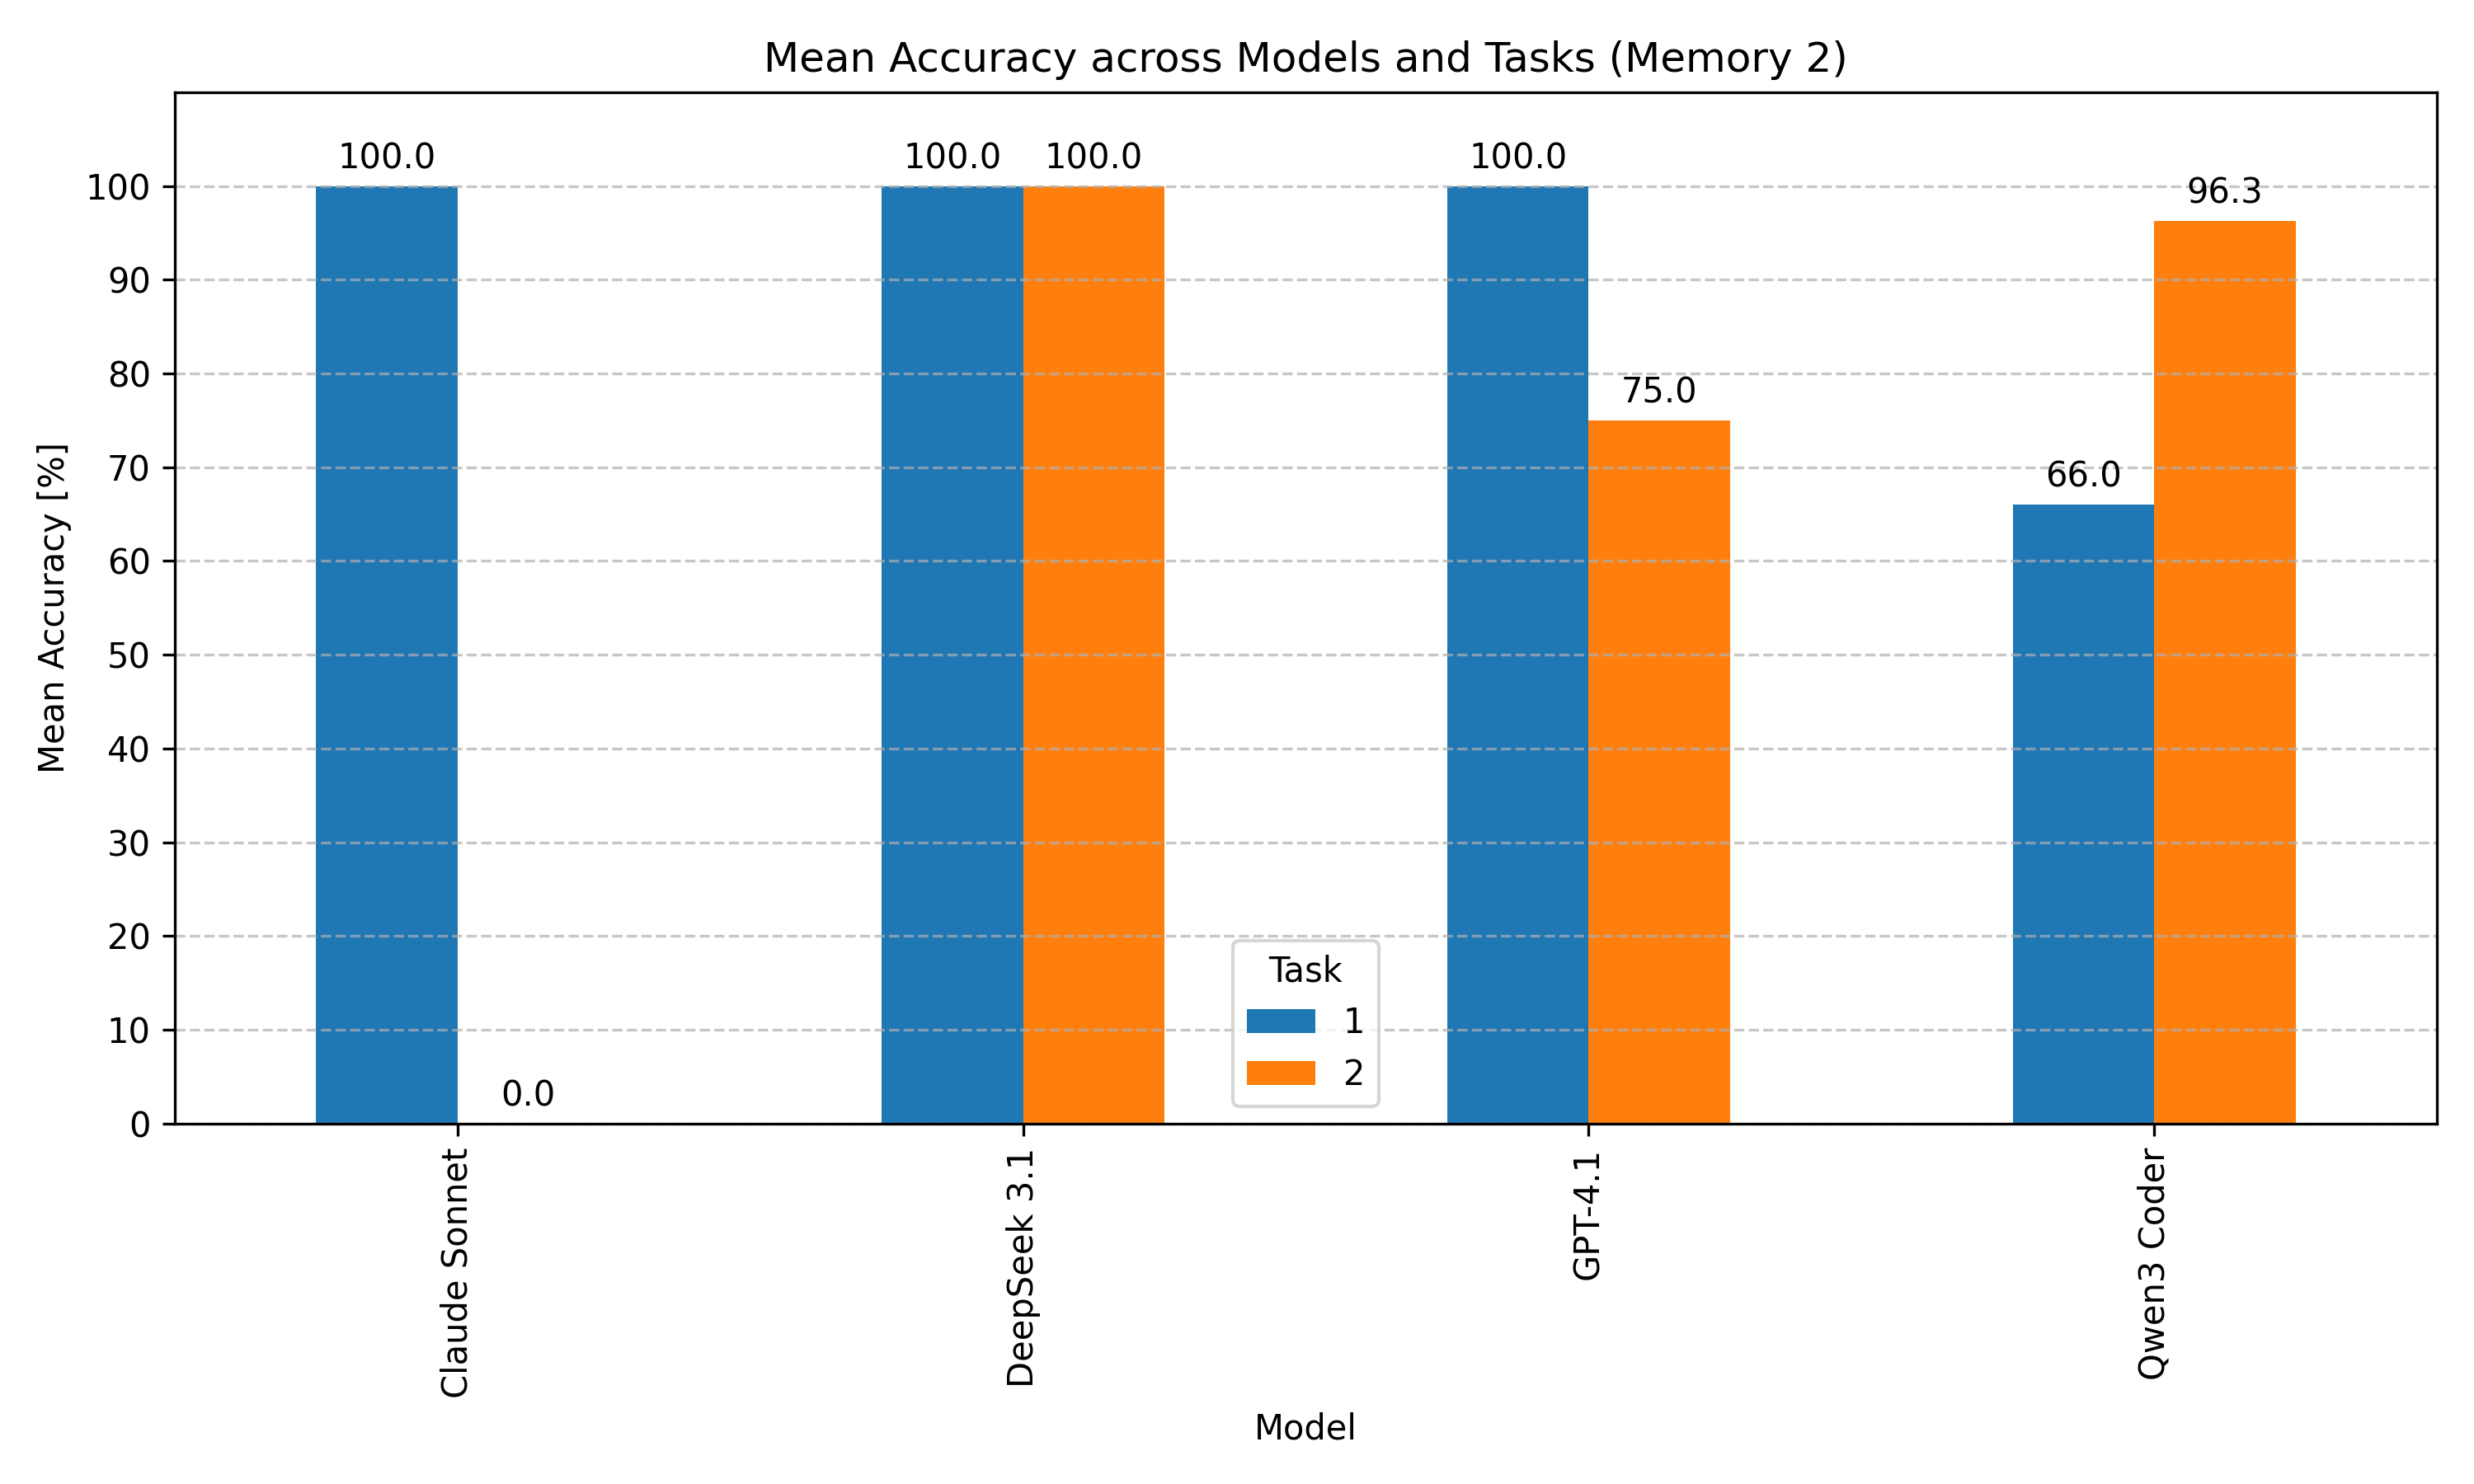 Mean Accuracy across Models and Tasks (Memory 2)
Mean Accuracy [%]
100
90
80
70
60
50
40
30
20
10
0
100.0
0.0
100.0
100.0
100.0
75.0
66.0
96.3
Task
1
2
Claude Sonnet
DeepSeek 3.1
GPT-4.1
Qwen3 Coder
Model